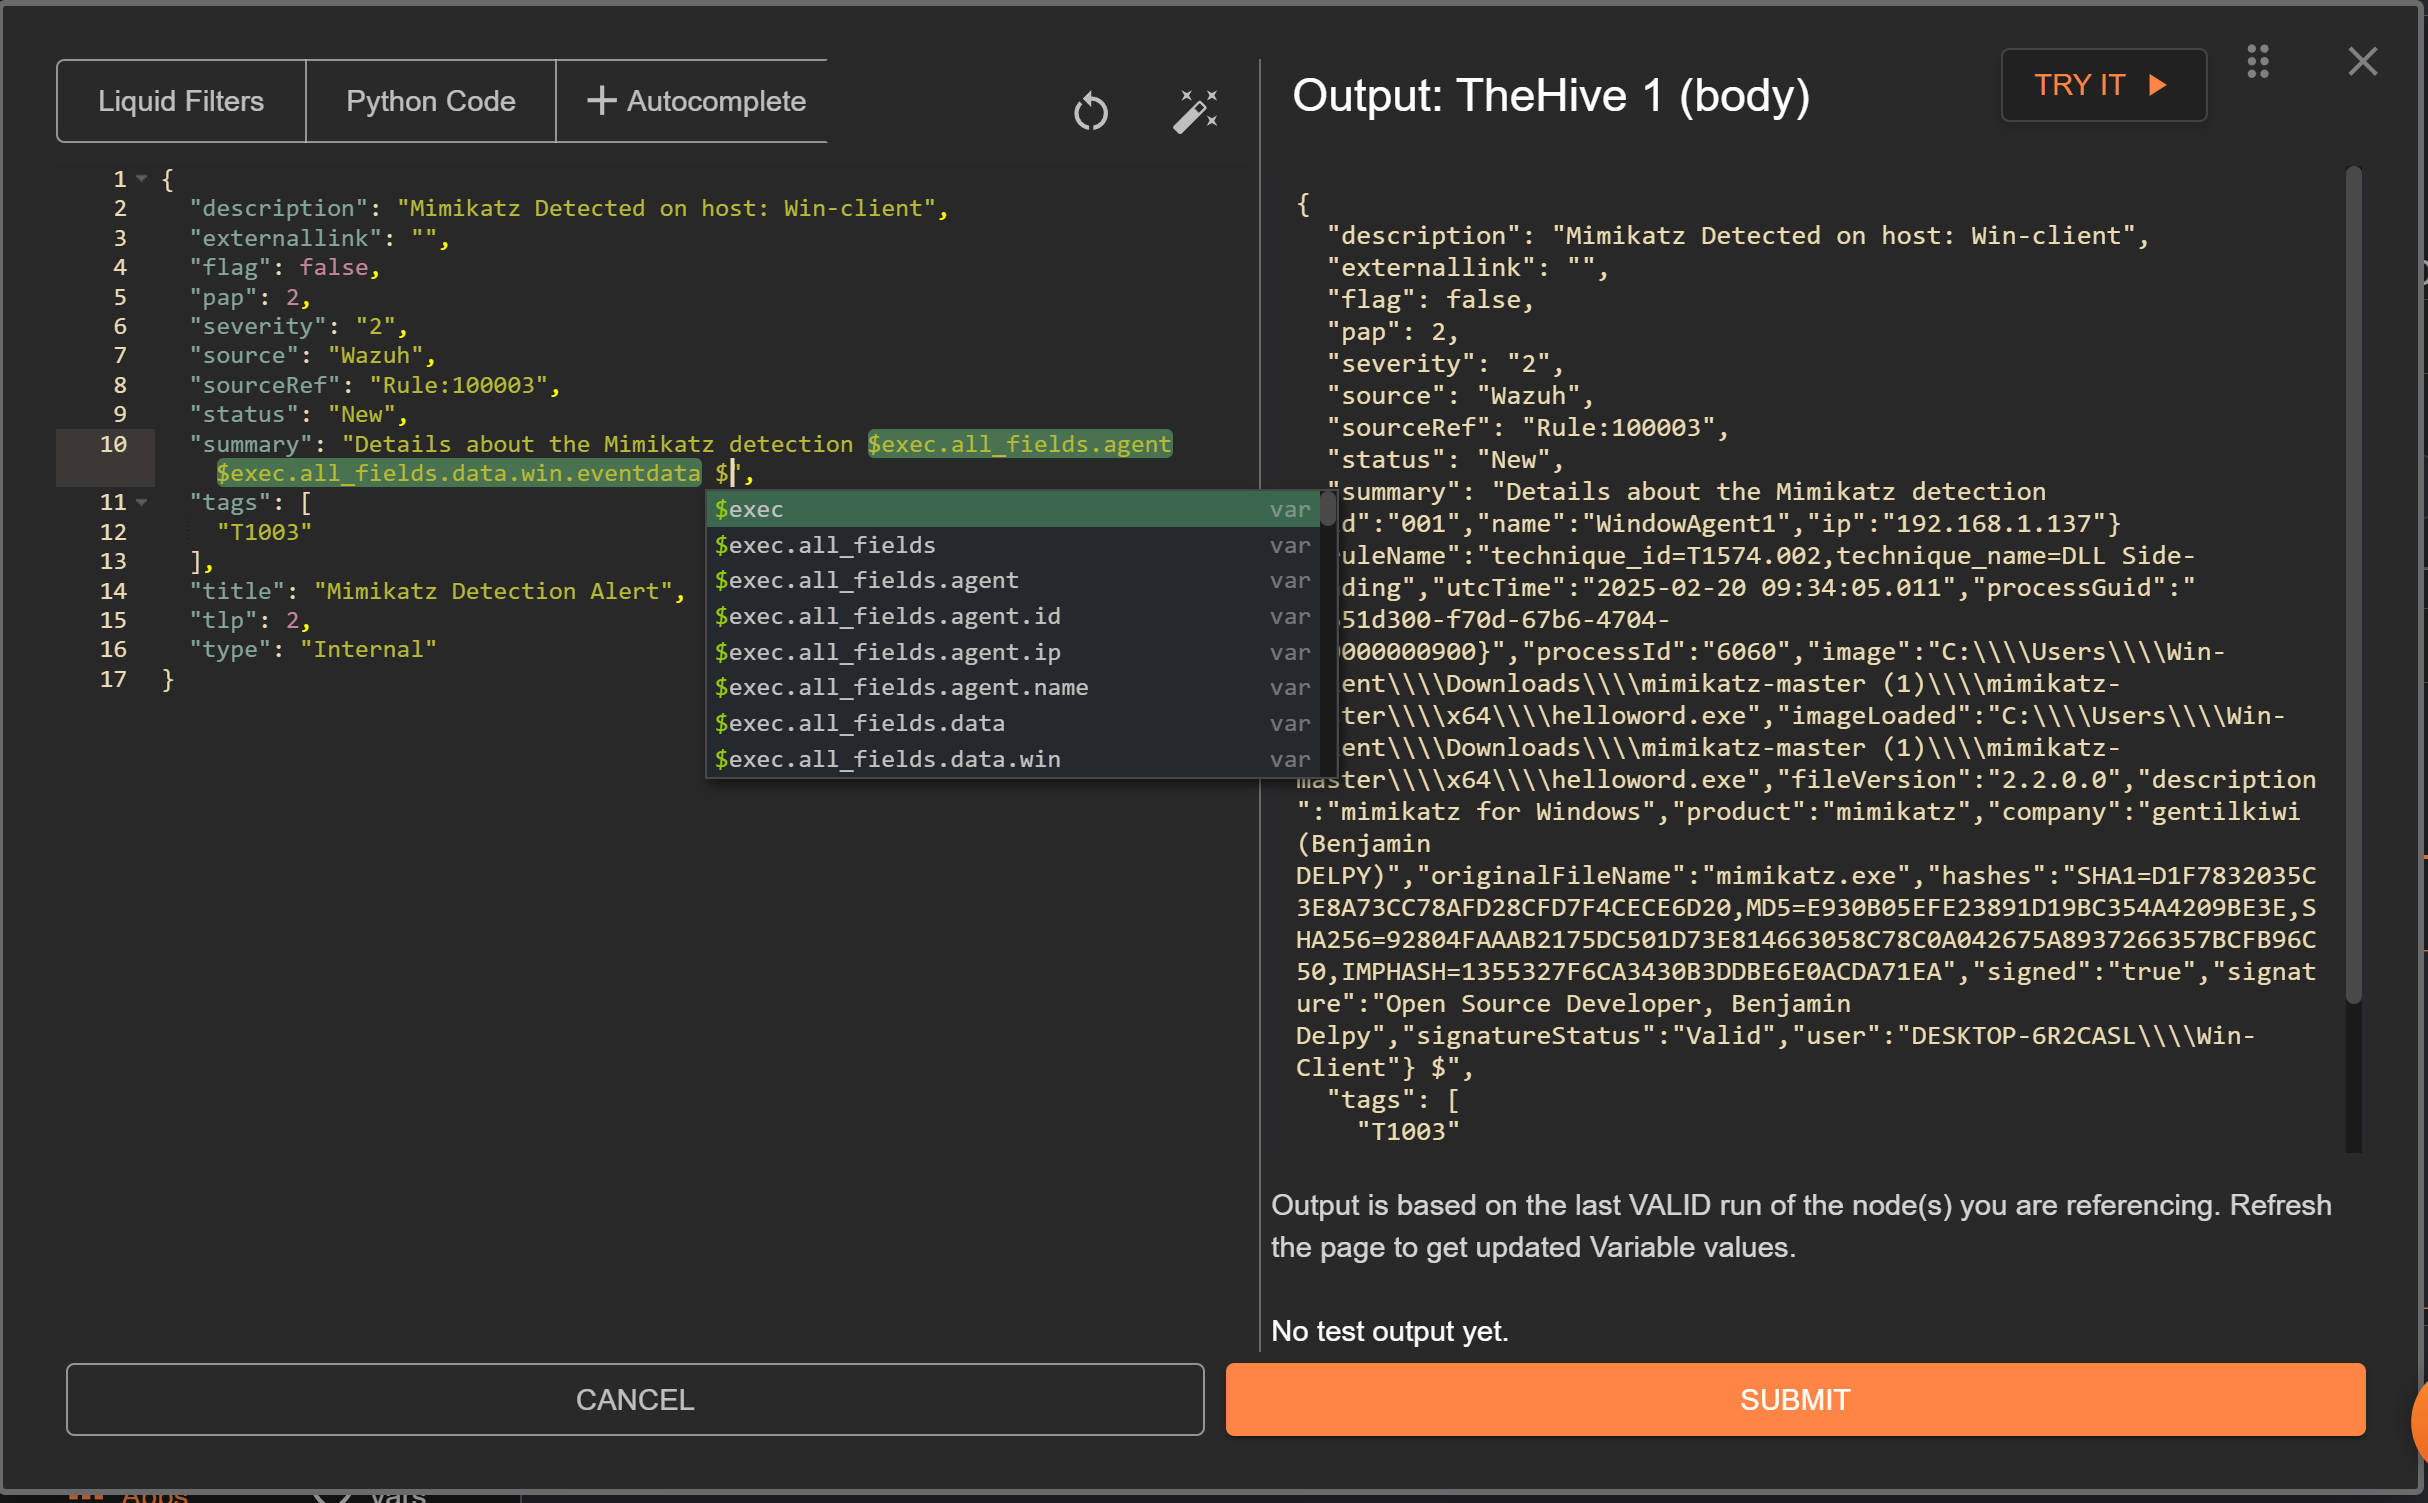 Liquid Filters
Python Code
+ Autocomplete
1 {
2 "description": "Mimikatz Detected on host: Win-client",
3 "externallink": "",
4 "flag": false,
5 "pap": 2,
6 "severity": "2",
7 "source": "Wazuh",
8 "sourceRef": "Rule:100003",
9 "status": "New",
10 "summary": "Details about the Mimikatz detection $exec.all_fields.agent
$exec.all_fields.data.win.eventdata $",
11 "tags": [
12 "T1003"
13 ],
14 "title": "Mimikatz Detection Alert",
15 "tlp": 2,
16 "type": "Internal"
17 }
$exec var
$exec.all_fields var
$exec.all_fields.agent var
$exec.all_fields.agent.id var
$exec.all_fields.agent.ip var
$exec.all_fields.agent.name var
$exec.all_fields.data var
$exec.all_fields.data.win var
Output: TheHive 1 (body)
TRY IT
{
"description": "Mimikatz Detected on host: Win-client",
"externallink": "",
"flag": false,
"pap": 2,
"severity": "2",
"source": "Wazuh",
"sourceRef": "Rule:100003",
"status": "New",
"summary": "Details about the Mimikatz detection
d":"001","name":"WindowAgent1","ip":"192.168.1.137"}
uleName":"technique_id=T1574.002,technique_name=DLL Side-
ding","utcTime":"2025-02-20 09:34:05.011","processGuid":"
51d300-f70d-67b6-4704-
000000000900}","processId":"6060","image":"C:\\\\Users\\\\Win-
ent\\\\Downloads\\\\mimikatz-master (1)\\\\mimikatz-
ter\\\\x64\\\\helloword.exe","imageLoaded":"C:\\\\Users\\\\Win-
ent\\\\Downloads\\\\mimikatz-master (1)\\\\mimikatz-
master\\\\x64\\\\helloword.exe","fileVersion":"2.2.0.0","description
":"mimikatz for Windows","product":"mimikatz","company":"gentilkiwi
(Benjamin
DELPY)","originalFileName":"mimikatz.exe","hashes":"SHA1=D1F7832035C
3E8A73CC78AFD28CFD7F4CECE6D20,MD5=E930B05EFE23891D19BC354A4209BE3E,S
HA256=92804FAAAB2175DC501D73E814663058C78C0A042675A8937266357BCFB96C
50,IMPHASH=1355327F6CA3430B3DDBE6E0ACDA71EA","signed":"true","signat
ure":"Open Source Developer, Benjamin
Delpy","signatureStatus":"Valid","user":"DESKTOP-6R2CASL\\\\Win-
Client"} $",
"tags": [
"T1003"
Output is based on the last VALID run of the node(s) you are referencing. Refresh
the page to get updated Variable values.
No test output yet.
CANCEL
SUBMIT
Apps
Vars